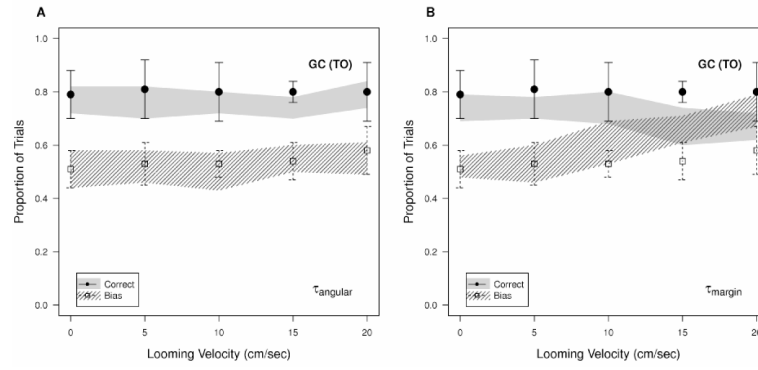 A
GC (TO)
Proportion of Trials
1.0
0.8
0.6
0.4
0.2
0.0
Correct
Bias
τangular
0
5
10
15
20
Looming Velocity (cm/sec)
B
GC (TO)
Proportion of Trials
1.0
0.8
0.6
0.4
0.2
0.0
Correct
Bias
τmargin
0
5
10
15
20
Looming Velocity (cm/sec)